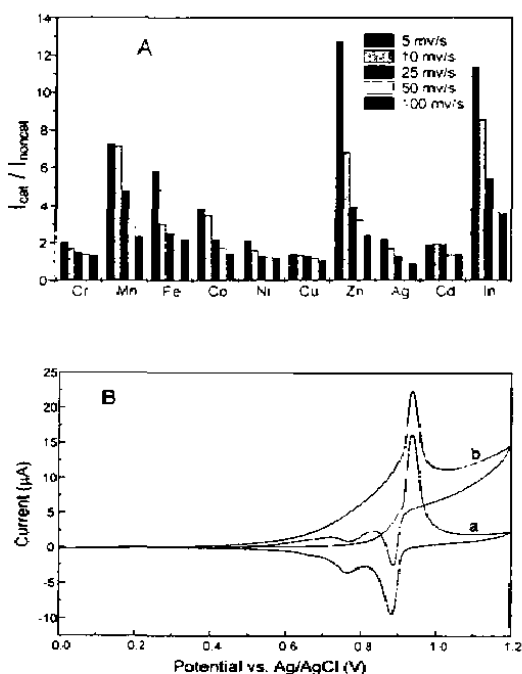 A
5 mv/s
10 mv/s
25 mv/s
50 mv/s
100 mv/s
14
12
10
8
6
4
2
0
I cat / I noncat
Cr Mn Fe Co Ni Cu Zn Ag Cd In
B
25
20
15
10
5
0
-5
-10
Current (μA)
b
a
0.0 0.2 0.4 0.6 0.8 1.0 1.2
Potential vs. Ag/AgCl (V)